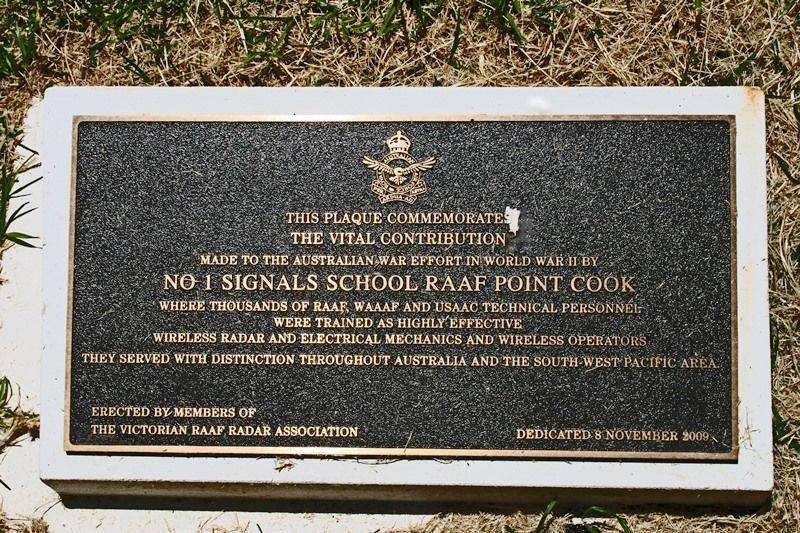 THIS PLAQUE COMMEMORATES
THE VITAL CONTRIBUTION
MADE TO THE AUSTRALIAN WAR EFFORT IN WORLD WAR II BY
NO 1 SIGNALS SCHOOL RAAF POINT COOK
WHERE THOUSANDS OF RAAF, WAAAF AND USAAC TECHNICAL PERSONNEL
WERE TRAINED AS HIGHLY EFFECTIVE
WIRELESS RADAR AND ELECTRICAL MECHANICS AND WIRELESS OPERATORS
THEY SERVED WITH DISTINCTION THROUGHOUT AUSTRALIA AND THE SOUTH-WEST PACIFIC AREA.
ERECTED BY MEMBERS OF
THE VICTORIAN RAAF RADAR ASSOCIATION
DEDICATED 8 NOVEMBER 2009